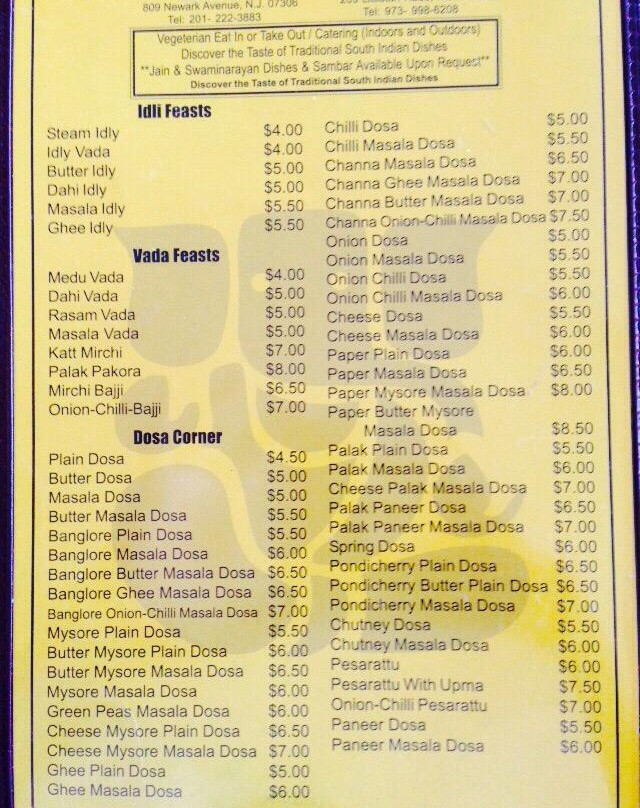 809 Newark Avenue, N.J. 07306
Tel: 201- 222-3883
Tel: 973- 998-6208
Vegeterian Eat In or Take Out / Catering (Indoors and Outdoors)
Discover the Taste of Traditional South Indian Dishes
**Jain & Swaminarayan Dishes & Sambar Available Upon Request**
Discover the Taste of Traditional South Indian Dishes
Idli Feasts
Steam Idly $4.00
Idly Vada $4.00
Butter Idly $5.00
Dahi Idly $5.00
Masala Idly $5.50
Ghee Idly $5.50
Vada Feasts
Medu Vada $4.00
Dahi Vada $5.00
Rasam Vada $5.00
Masala Vada $5.00
Katt Mirchi $7.00
Palak Pakora $8.00
Mirchi Bajji $6.50
Onion-Chilli-Bajji $7.00
Dosa Corner
Plain Dosa $4.50
Butter Dosa $5.00
Masala Dosa $5.00
Butter Masala Dosa $5.50
Banglore Plain Dosa $5.50
Banglore Masala Dosa $6.00
Banglore Butter Masala Dosa $6.50
Banglore Ghee Masala Dosa $6.50
Banglore Onion-Chilli Masala Dosa $7.00
Mysore Plain Dosa $5.50
Butter Mysore Plain Dosa $6.00
Butter Mysore Masala Dosa $6.50
Mysore Masala Dosa $6.00
Green Peas Masala Dosa $6.00
Cheese Mysore Plain Dosa $6.50
Cheese Mysore Masala Dosa $7.00
Ghee Plain Dosa $5.00
Ghee Masala Dosa $6.00
Chilli Dosa $5.00
Chilli Masala Dosa $5.50
Channa Masala Dosa $6.50
Channa Ghee Masala Dosa $7.00
Channa Butter Masala Dosa $7.00
Channa Onion-Chilli Masala Dosa $7.50
Onion Dosa $5.00
Onion Masala Dosa $5.50
Onion Chilli Dosa $5.50
Onion Chilli Masala Dosa $6.00
Cheese Dosa $5.50
Cheese Masala Dosa $6.00
Paper Plain Dosa $6.00
Paper Masala Dosa $6.50
Paper Mysore Masala Dosa $8.00
Paper Butter Mysore
Masala Dosa $8.50
Palak Plain Dosa $5.50
Palak Masala Dosa $6.00
Cheese Palak Masala Dosa $7.00
Palak Paneer Dosa $6.50
Palak Paneer Masala Dosa $7.00
Spring Dosa $6.00
Pondicherry Plain Dosa $6.50
Pondicherry Butter Plain Dosa $6.50
Pondicherry Masala Dosa $7.00
Chutney Dosa $5.50
Chutney Masala Dosa $6.00
Pesarattu $6.00
Pesarattu With Upma $7.50
Onion-Chilli Pesarattu $7.00
Paneer Dosa $5.50
Paneer Masala Dosa $6.00